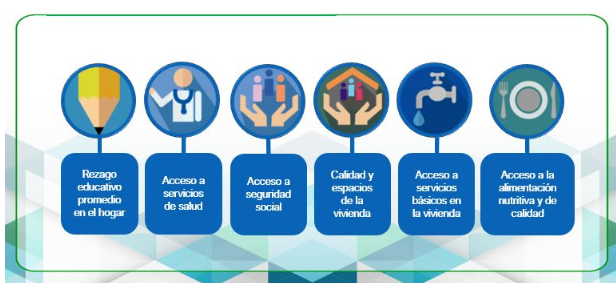 Rezago
educativo
promedio
en el hogar
Acceso a
servicios
de salud
Acceso a
seguridad
social
Calidad y
espacios
de la
vivienda
Acceso a
servicios
básicos en
la vivienda
Acceso a la
alimentación
nutritiva y de
calidad